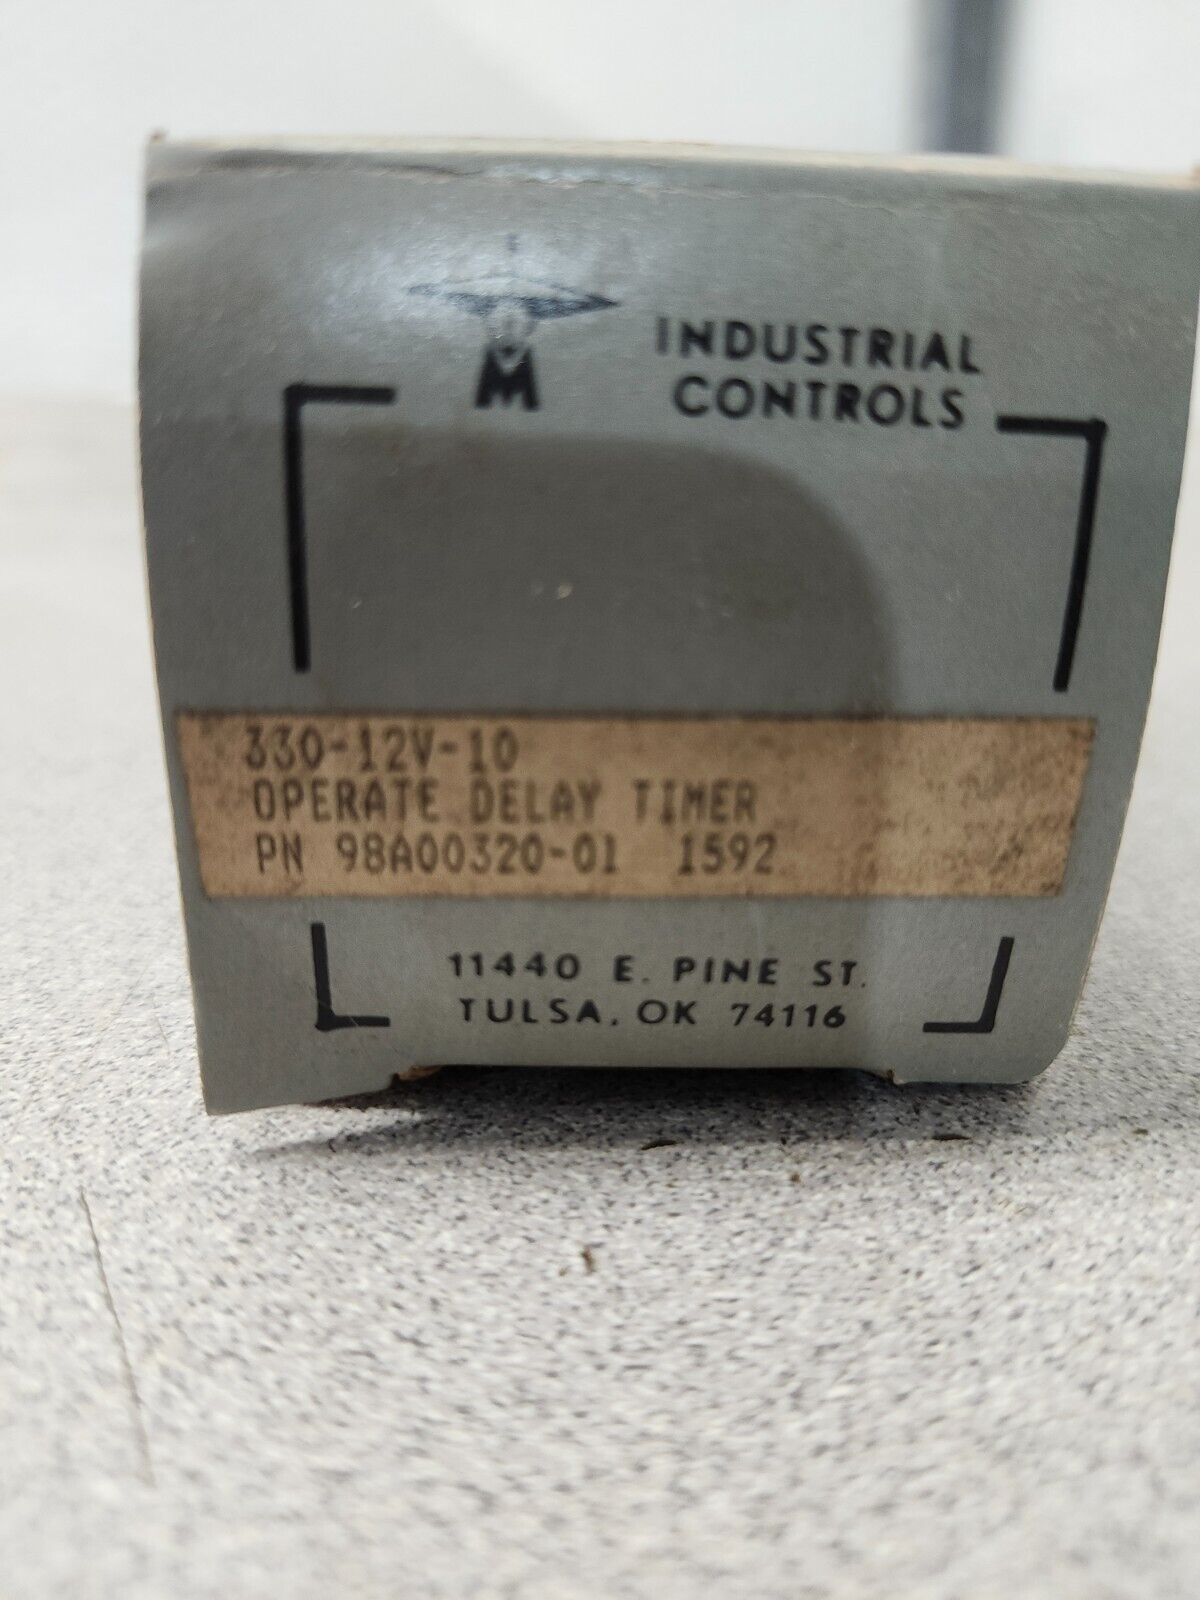 M
INDUSTRIAL
CONTROLS
330-12V-10
OPERATE DELAY TIMER
PN 98A00320-01 1592
11440 E. PINE ST.
TULSA, OK 74116